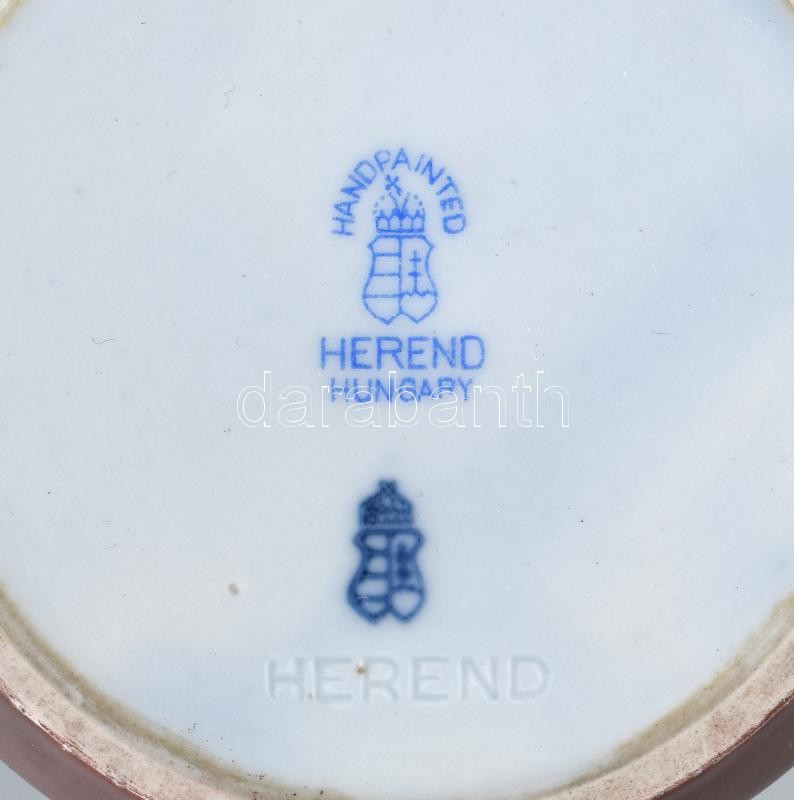 HANDPAINTED
HEREND
HUNGARY
darabanth
HEREND